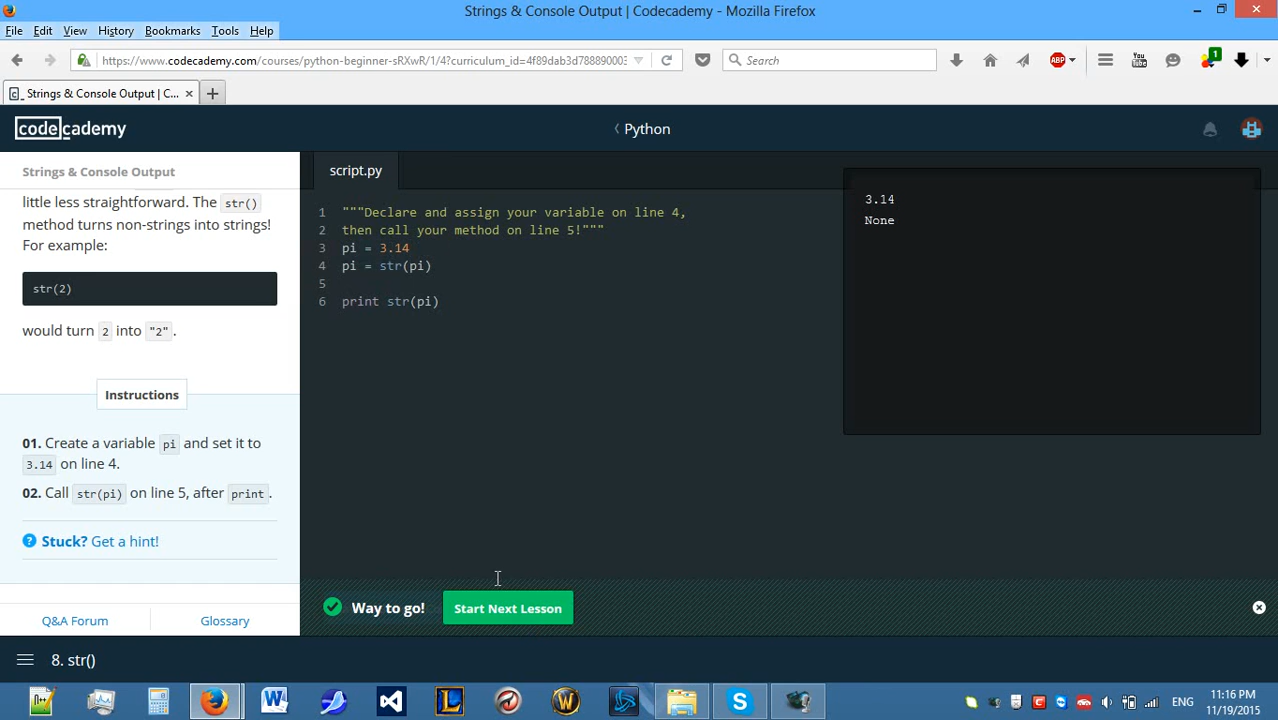 Strings & Console Output | Codecademy - Mozilla Firefox
File Edit View History Bookmarks Tools Help
https://www.codecademy.com/courses/python-beginner-sRXwR/1/4?curriculum_id=4f89dab3d788890003 Search ABP You Tube 1
Strings & Console Output | C...
codecademy
Python
Strings & Console Output
script.py
little less straightforward. The str()
method turns non-strings into strings!
For example:
str(2)
would turn 2 into "2".
Instructions
01. Create a variable pi and set it to
3.14 on line 4.
02. Call str(pi) on line 5, after print.
? Stuck? Get a hint!
Q&A Forum Glossary
1 """Declare and assign your variable on line 4,
2 then call your method on line 5!"""
3 pi = 3.14
4 pi = str(pi)
5
6 print str(pi)
3.14
None
Way to go! Start Next Lesson
8. str()
ENG
11:16 PM
11/19/2015